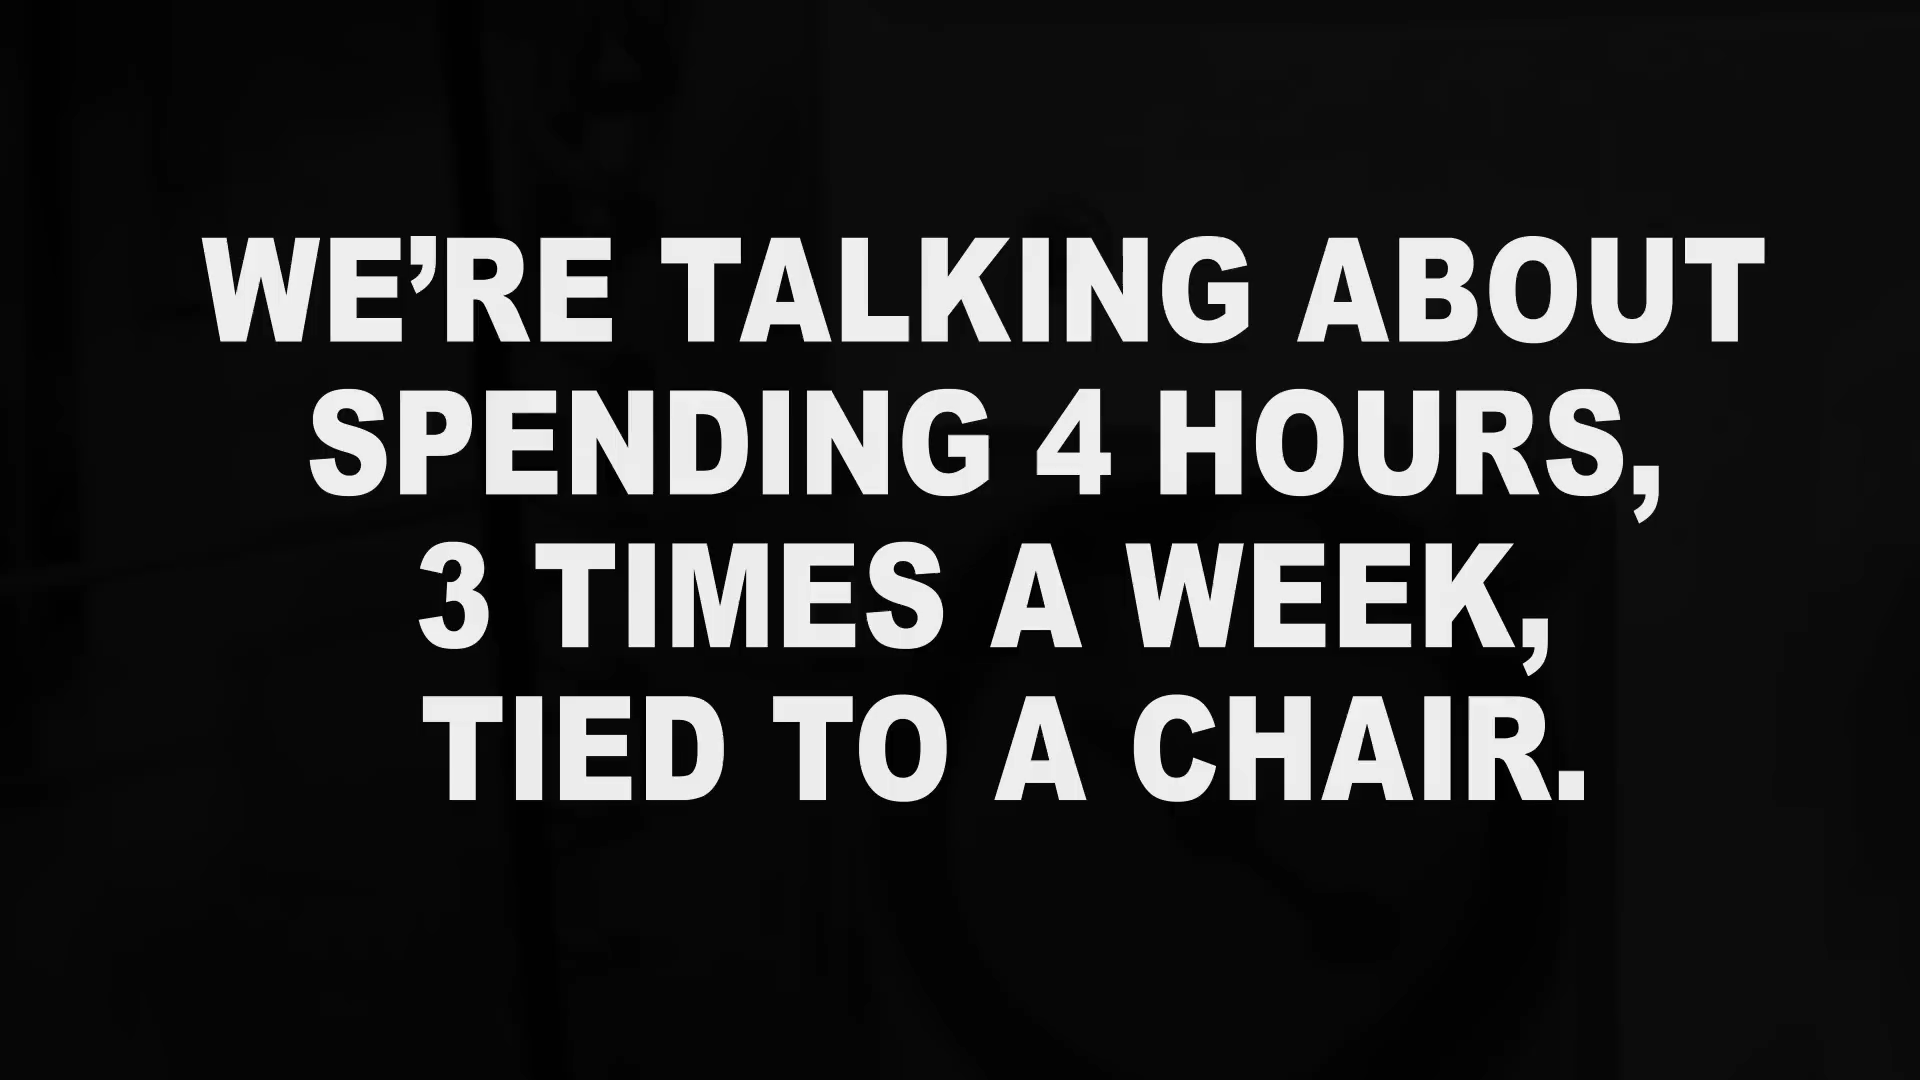 WE’RE TALKING ABOUT
SPENDING 4 HOURS,
3 TIMES A WEEK,
TIED TO A CHAIR.